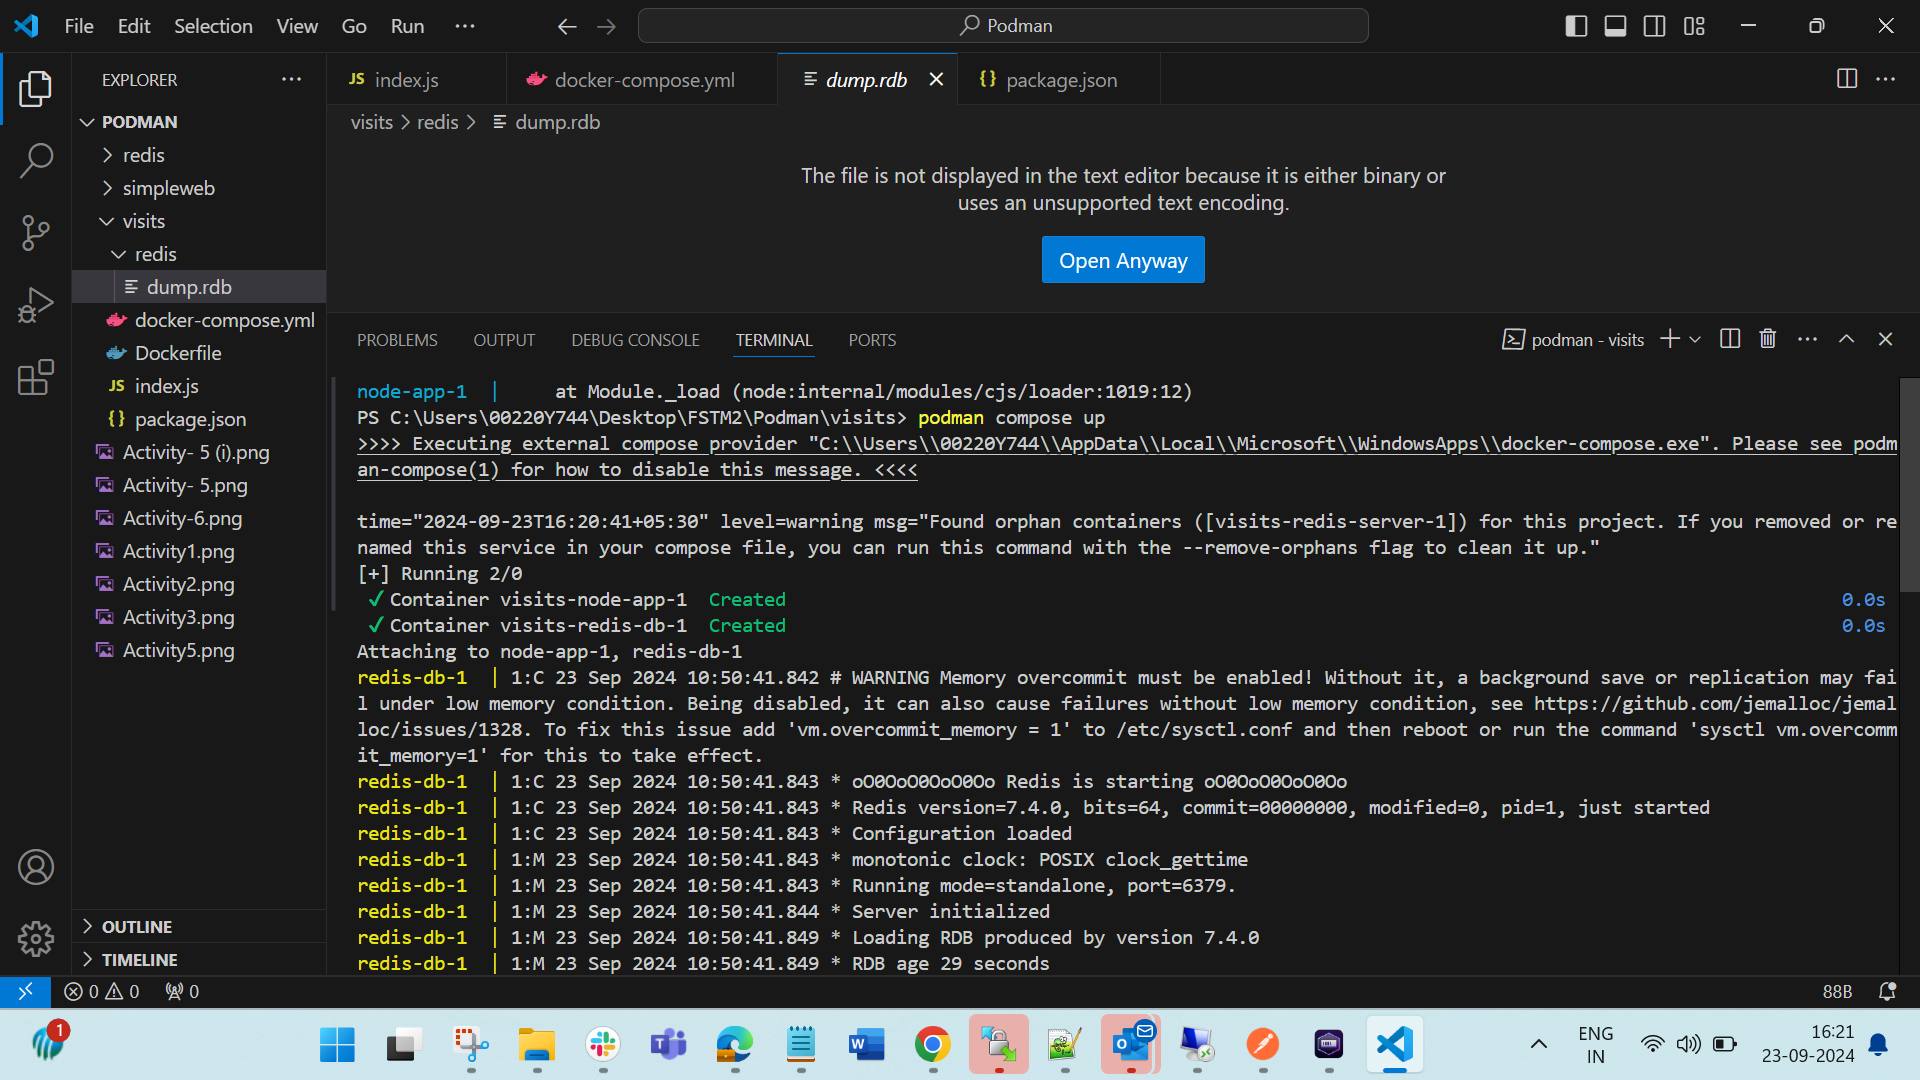 File Edit Selection View Go Run ···
Podman
EXPLORER ···
PODMAN
redis
simpleweb
visits
redis
dump.rdb
docker-compose.yml
Dockerfile
JS index.js
{} package.json
Activity- 5 (i).png
Activity- 5.png
Activity-6.png
Activity1.png
Activity2.png
Activity3.png
Activity5.png
OUTLINE
TIMELINE
JS index.js
docker-compose.yml
dump.rdb
{} package.json
visits > redis > dump.rdb
The file is not displayed in the text editor because it is either binary or
uses an unsupported text encoding.
Open Anyway
PROBLEMS OUTPUT DEBUG CONSOLE TERMINAL PORTS
podman - visits
node-app-1 | at Module._load (node:internal/modules/cjs/loader:1019:12)
PS C:\Users\00220Y744\Desktop\FSTM2\Podman\visits> podman compose up
>>>> Executing external compose provider "C:\\Users\\00220Y744\\AppData\\Local\\Microsoft\\WindowsApps\\docker-compose.exe". Please see podm
an-compose(1) for how to disable this message. <<<<
time="2024-09-23T16:20:41+05:30" level=warning msg="Found orphan containers ([visits-redis-server-1]) for this project. If you removed or re
named this service in your compose file, you can run this command with the --remove-orphans flag to clean it up."
[+] Running 2/0
✓ Container visits-node-app-1 Created 0.0s
✓ Container visits-redis-db-1 Created 0.0s
Attaching to node-app-1, redis-db-1
redis-db-1 | 1:C 23 Sep 2024 10:50:41.842 # WARNING Memory overcommit must be enabled! Without it, a background save or replication may fai
l under low memory condition. Being disabled, it can also cause failures without low memory condition, see https://github.com/jemalloc/jemal
loc/issues/1328. To fix this issue add 'vm.overcommit_memory = 1' to /etc/sysctl.conf and then reboot or run the command 'sysctl vm.overcomm
it_memory=1' for this to take effect.
redis-db-1 | 1:C 23 Sep 2024 10:50:41.843 * oO0OoO0OoO0Oo Redis is starting oO0OoO0OoO0Oo
redis-db-1 | 1:C 23 Sep 2024 10:50:41.843 * Redis version=7.4.0, bits=64, commit=00000000, modified=0, pid=1, just started
redis-db-1 | 1:C 23 Sep 2024 10:50:41.843 * Configuration loaded
redis-db-1 | 1:M 23 Sep 2024 10:50:41.843 * monotonic clock: POSIX clock_gettime
redis-db-1 | 1:M 23 Sep 2024 10:50:41.843 * Running mode=standalone, port=6379.
redis-db-1 | 1:M 23 Sep 2024 10:50:41.844 * Server initialized
redis-db-1 | 1:M 23 Sep 2024 10:50:41.849 * Loading RDB produced by version 7.4.0
redis-db-1 | 1:M 23 Sep 2024 10:50:41.849 * RDB age 29 seconds
0 0 0
88B
1
ENG
IN
16:21
23-09-2024